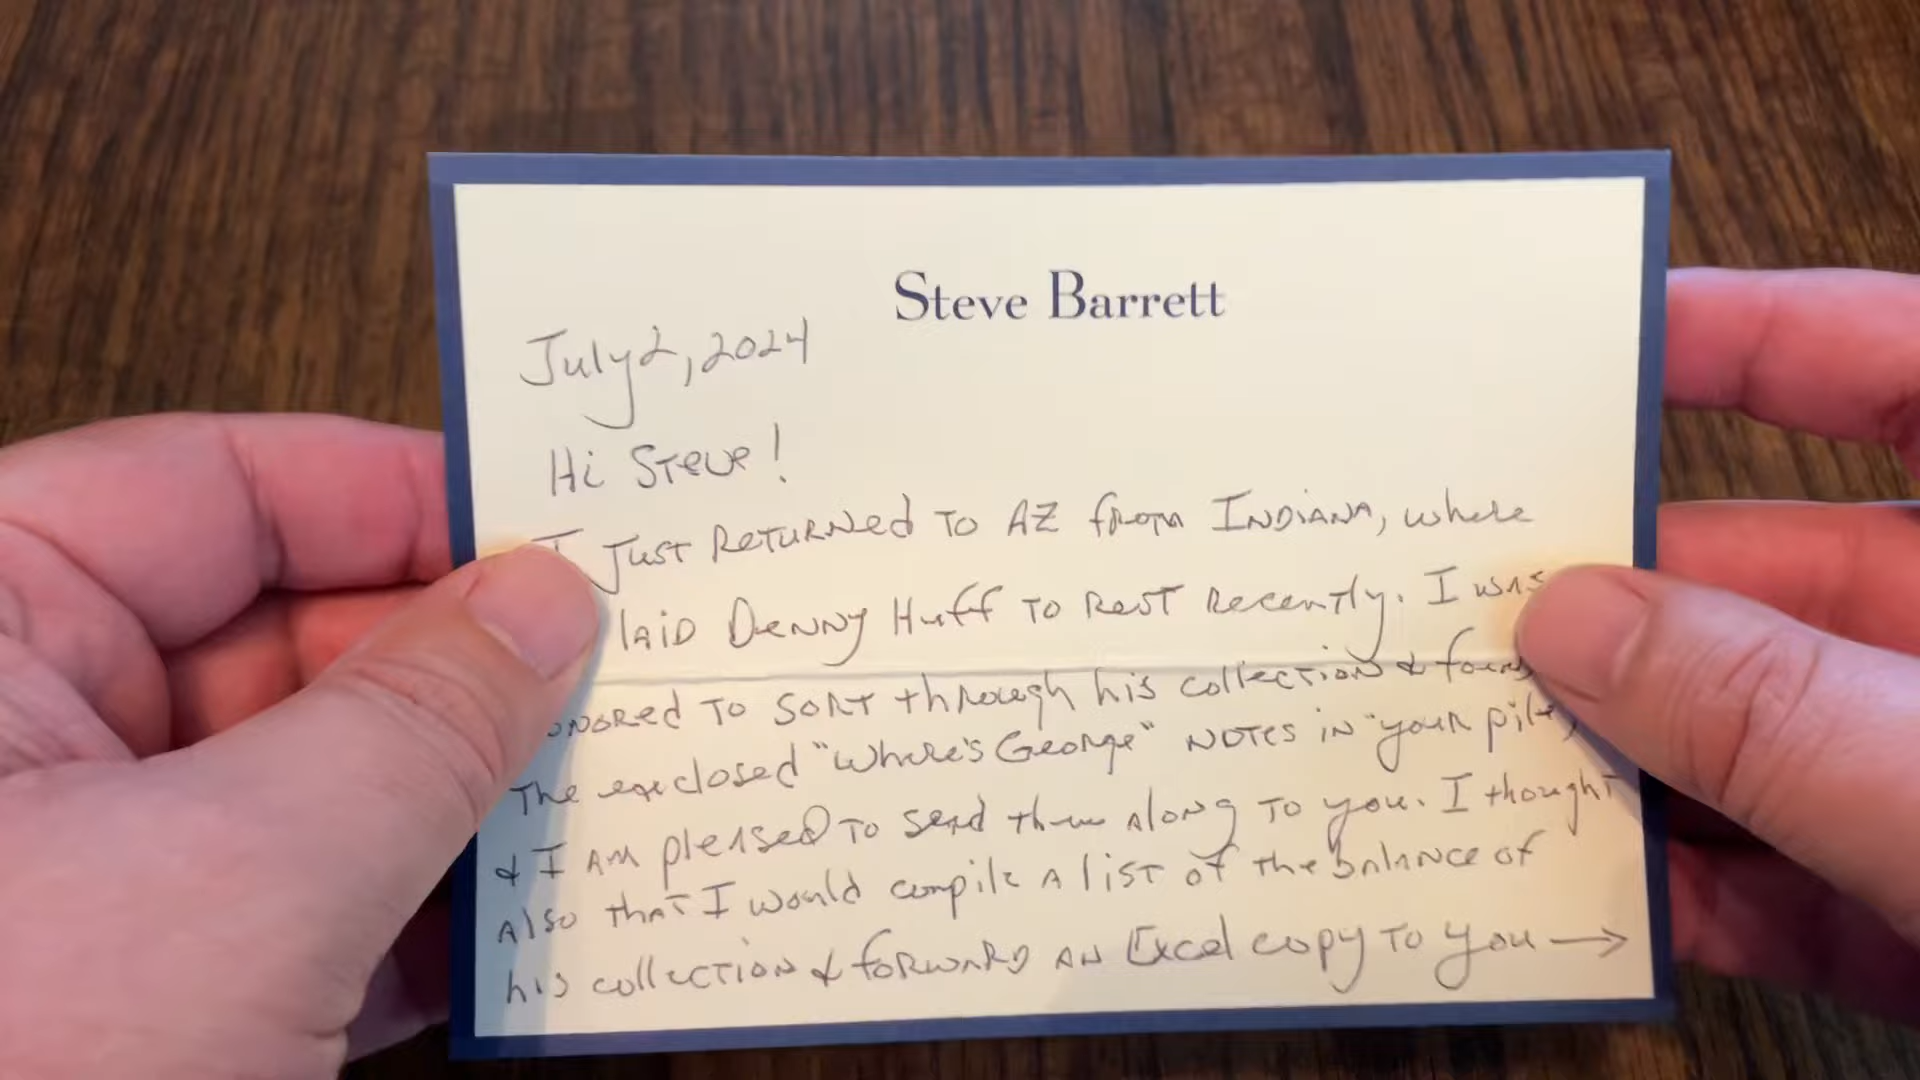 Steve Barrett
July 2, 2024
Hi Steve!
I just returned to AZ from Indiana, where
laid Denny Huff to rest recently. I was
onored to sort through his collection & foun
the enclosed "Where's George" notes in "your pile",
& I am pleased to send them along to you. I thought
also that I would compile a list of the balance of
his collection & forward an Excel copy to you →